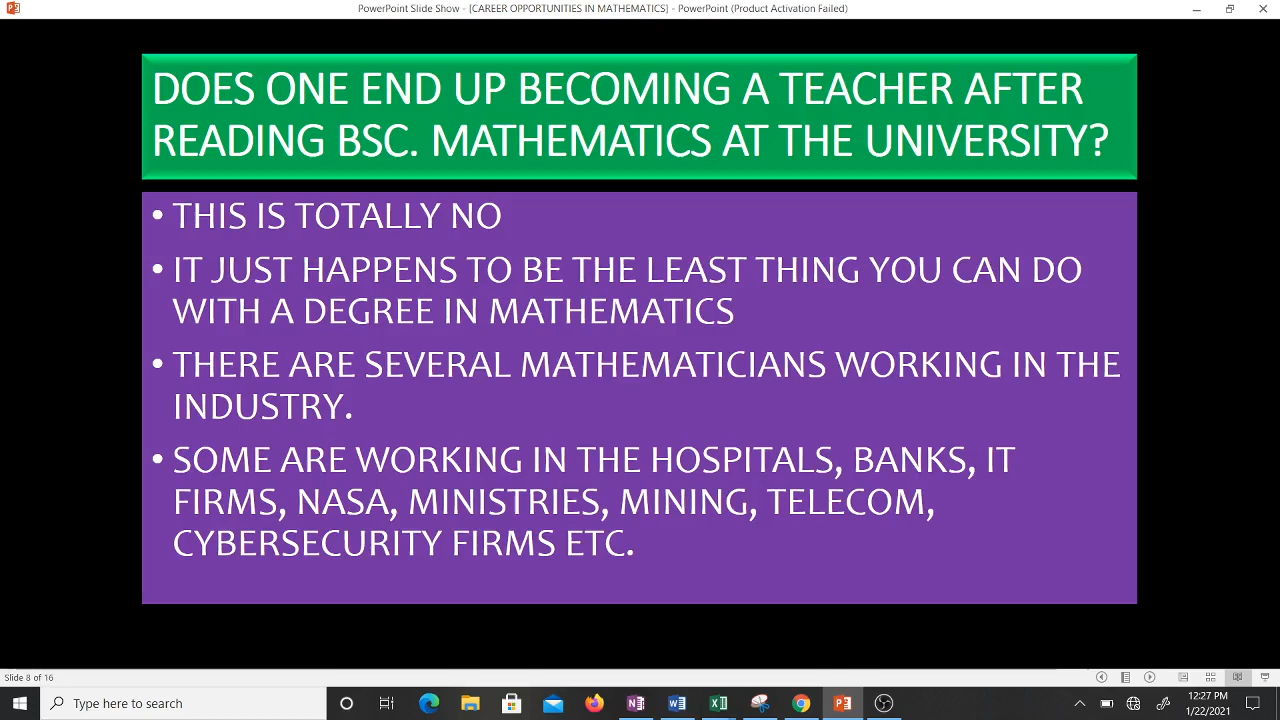 PowerPoint Slide Show - [CAREER OPPORTUNITIES IN MATHEMATICS] - PowerPoint (Product Activation Failed)
DOES ONE END UP BECOMING A TEACHER AFTER
READING BSC. MATHEMATICS AT THE UNIVERSITY?
• THIS IS TOTALLY NO
• IT JUST HAPPENS TO BE THE LEAST THING YOU CAN DO
WITH A DEGREE IN MATHEMATICS
• THERE ARE SEVERAL MATHEMATICIANS WORKING IN THE
INDUSTRY.
• SOME ARE WORKING IN THE HOSPITALS, BANKS, IT
FIRMS, NASA, MINISTRIES, MINING, TELECOM,
CYBERSECURITY FIRMS ETC.
Slide 8 of 16
Type here to search
12:27 PM
1/22/2021